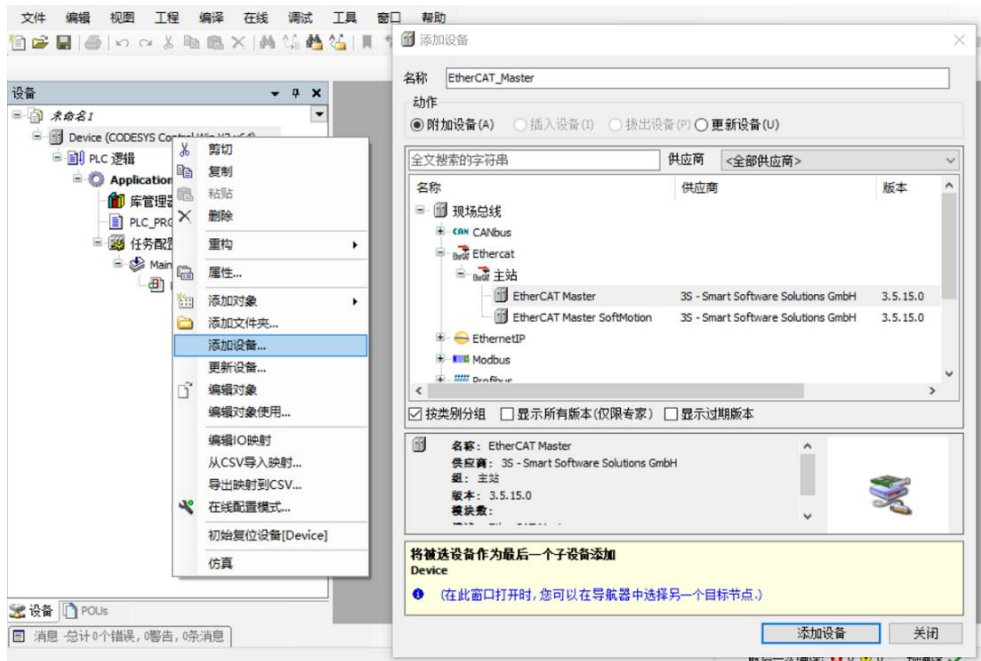 文件 编辑 视图 工程 编译 在线 调试 工具 窗口 帮助
设备
未命名1
Device (CODESYS Control Win V3 x64)
PLC 逻辑
Application
库管理器
PLC_PRG
任务配置
Main
剪切
复制
粘贴
删除
重构
属性...
添加对象
添加文件夹...
添加设备...
更新设备...
编辑对象
编辑对象使用...
编辑IO映射
从CSV导入映射...
导出映射到CSV...
在线配置模式...
初始复位设备[Device]
仿真
设备 POUs
消息 -总计0个错误,0警告,0条消息
添加设备
名称 EtherCAT_Master
动作
附加设备(A) 插入设备(I) 拔出设备(P) 更新设备(U)
全文搜索的字符串 供应商 <全部供应商>
名称 供应商 版本
现场总线
CAN CANbus
Ethercat
主站
EtherCAT Master 3S - Smart Software Solutions GmbH 3.5.15.0
EtherCAT Master SoftMotion 3S - Smart Software Solutions GmbH 3.5.15.0
EthernetIP
Modbus
Profibus
按类别分组 显示所有版本(仅限专家) 显示过期版本
名称: EtherCAT Master
供应商: 3S - Smart Software Solutions GmbH
组: 主站
版本: 3.5.15.0
模块数:
将被选设备作为最后一个子设备添加
Device
(在此窗口打开时,您可以在导航器中选择另一个目标节点.)
添加设备 关闭